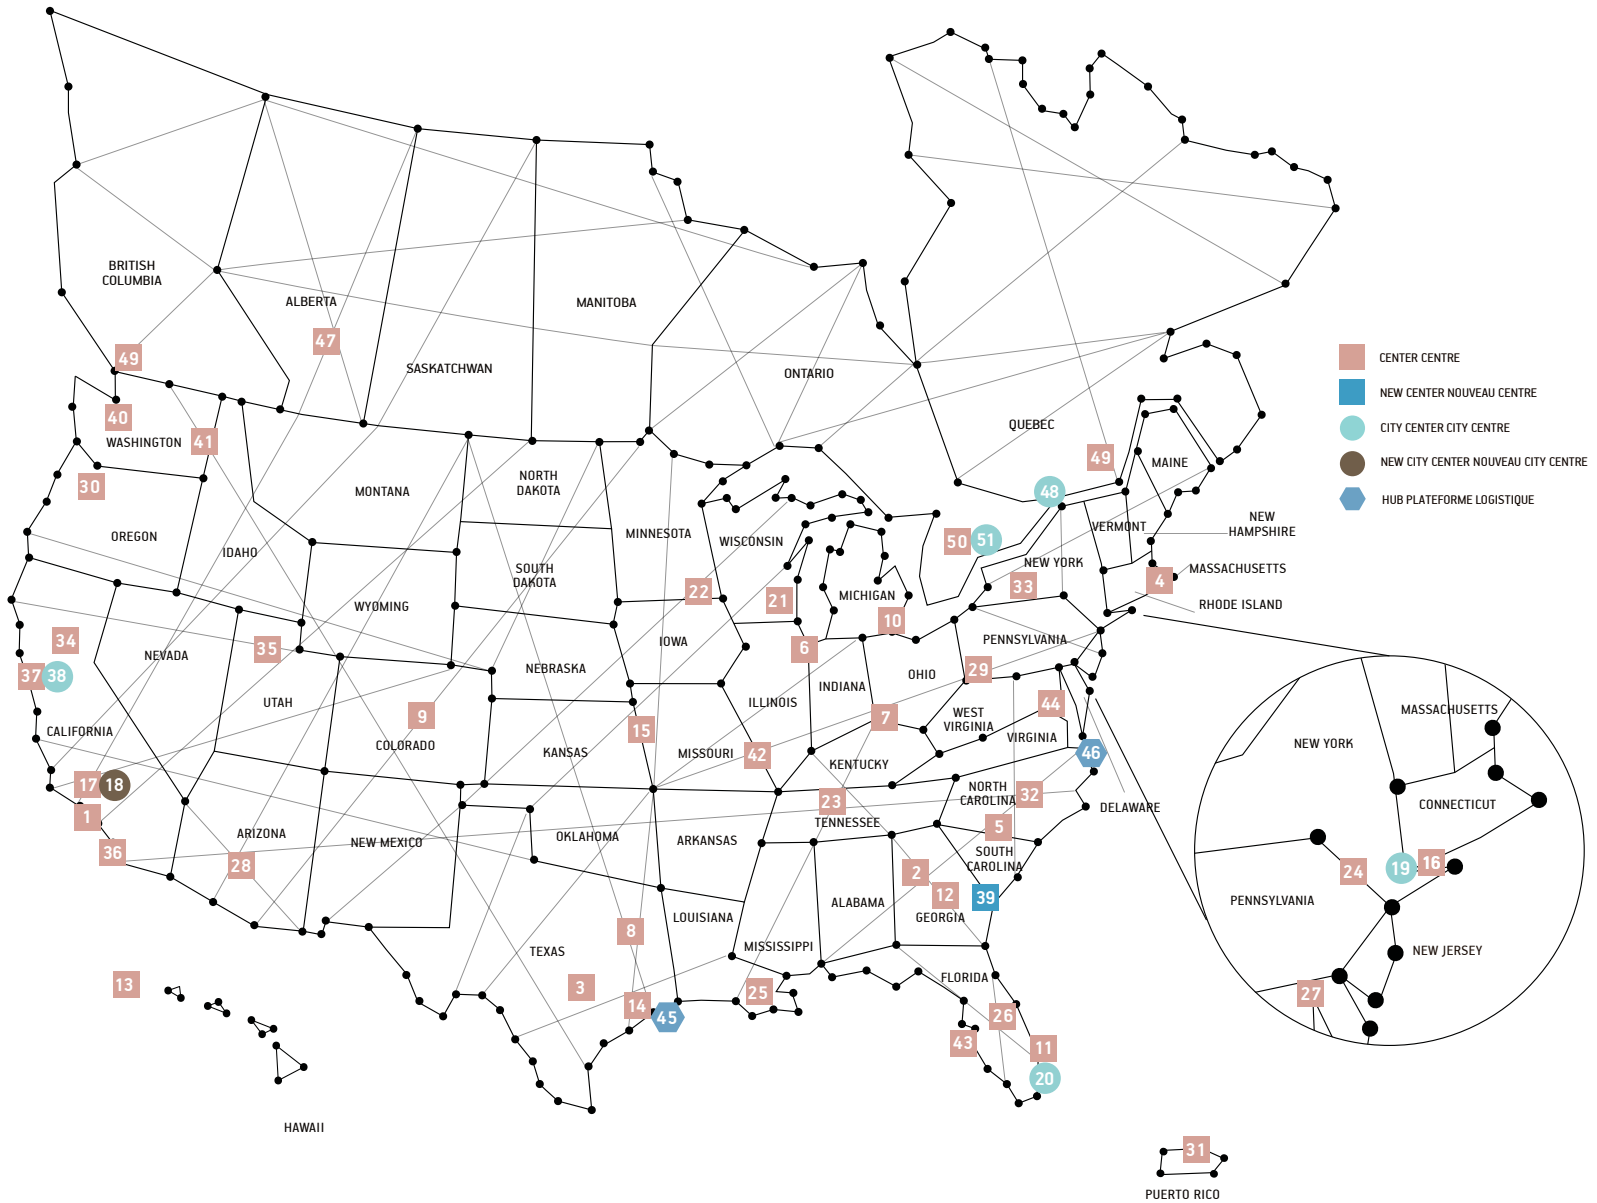 BRITISH
COLUMBIA
ALBERTA
MANITOBA
47
49
SASKATCHWAN
ONTARIO
CENTER CENTRE
NEW CENTER NOUVEAU CENTRE
CITY CENTER CITY CENTRE
NEW CITY CENTER NOUVEAU CITY CENTRE
HUB PLATEFORME LOGISTIQUE
40
WASHINGTON
41
QUEBEC
49
MAINE
30
MONTANA
NORTH
DAKOTA
48
OREGON
IDAHO
MINNESOTA
WISCONSIN
50
51
VERMONT
NEW
HAMPSHIRE
NEW YORK
SOUTH
DAKOTA
33
4
MASSACHUSETTS
WYOMING
22
21
MICHIGAN
10
RHODE ISLAND
34
35
NEVADA
IOWA
6
PENNSYLVANIA
37
38
NEBRASKA
29
OHIO
UTAH
9
ILLINOIS
INDIANA
7
44
WEST
VIRGINIA
VIRGINIA
CALIFORNIA
COLORADO
15
KANSAS
MISSOURI
42
KENTUCKY
46
17
18
NORTH
CAROLINA
32
DELAWARE
1
23
TENNESSEE
5
36
ARIZONA
NEW MEXICO
OKLAHOMA
ARKANSAS
SOUTH
CAROLINA
28
2
12
39
ALABAMA
GEORGIA
LOUISIANA
8
MISSISSIPPI
TEXAS
FLORIDA
13
3
14
45
25
26
43
11
20
HAWAII
31
PUERTO RICO
MASSACHUSETTS
NEW YORK
CONNECTICUT
24
19
16
PENNSYLVANIA
NEW JERSEY
27